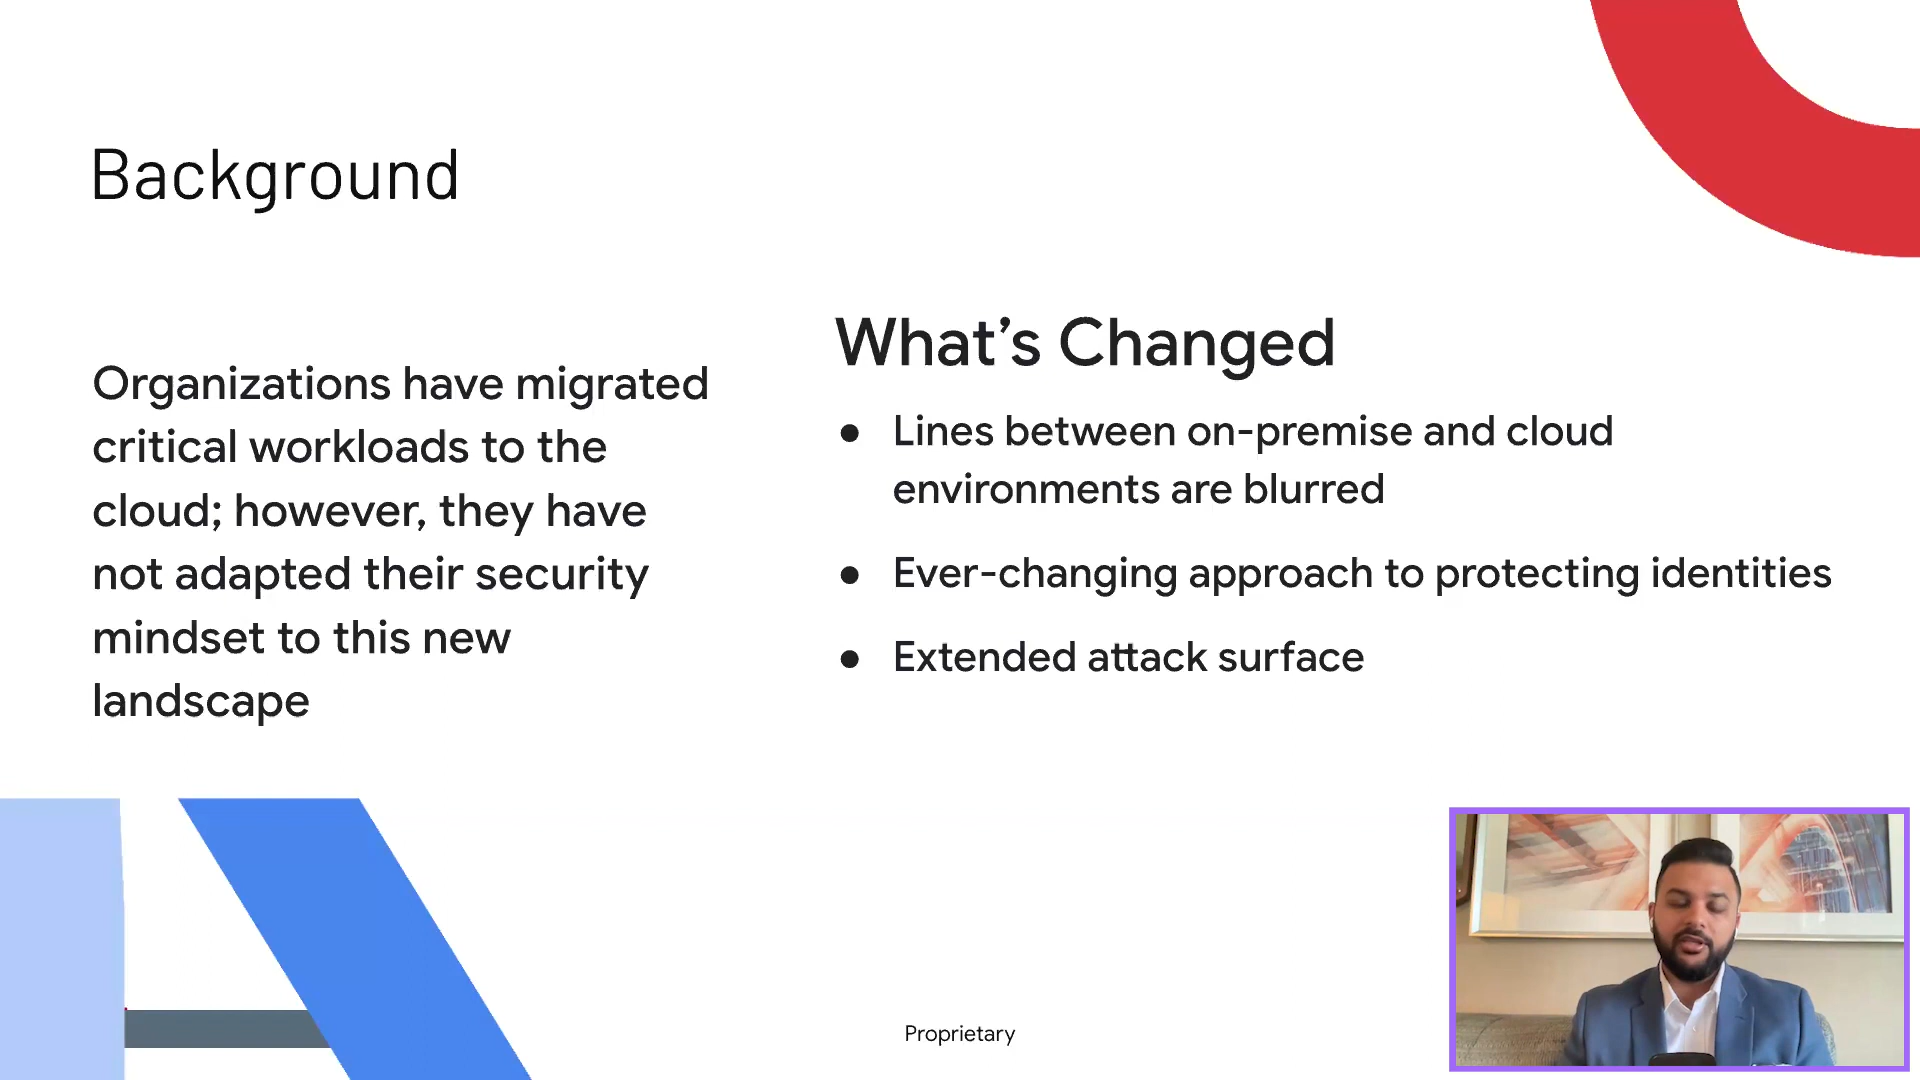 Background
Organizations have migrated
critical workloads to the
cloud; however, they have
not adapted their security
mindset to this new
landscape
What’s Changed
● Lines between on-premise and cloud
environments are blurred
● Ever-changing approach to protecting identities
● Extended attack surface
Proprietary